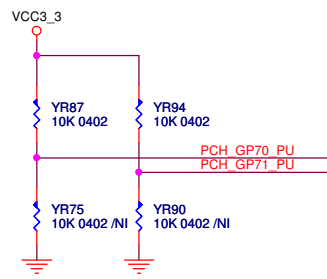 VCC3_3
YR87
10K 0402
YR94
10K 0402
PCH_GP70_PU
PCH_GP71_PU
YR75
10K 0402 /NI
YR90
10K 0402 /NI